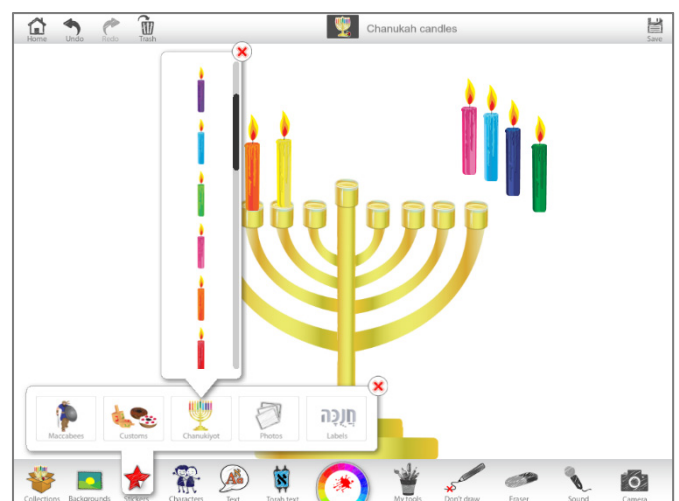 Home Undo Redo Trash Chanukah candles Save
Maccabees Customs Chanukiyot Photos חֲנֻכָּה Labels
Collections Backgrounds Stickers Characters Text Torah text My tools Don't draw Eraser Sound Camera